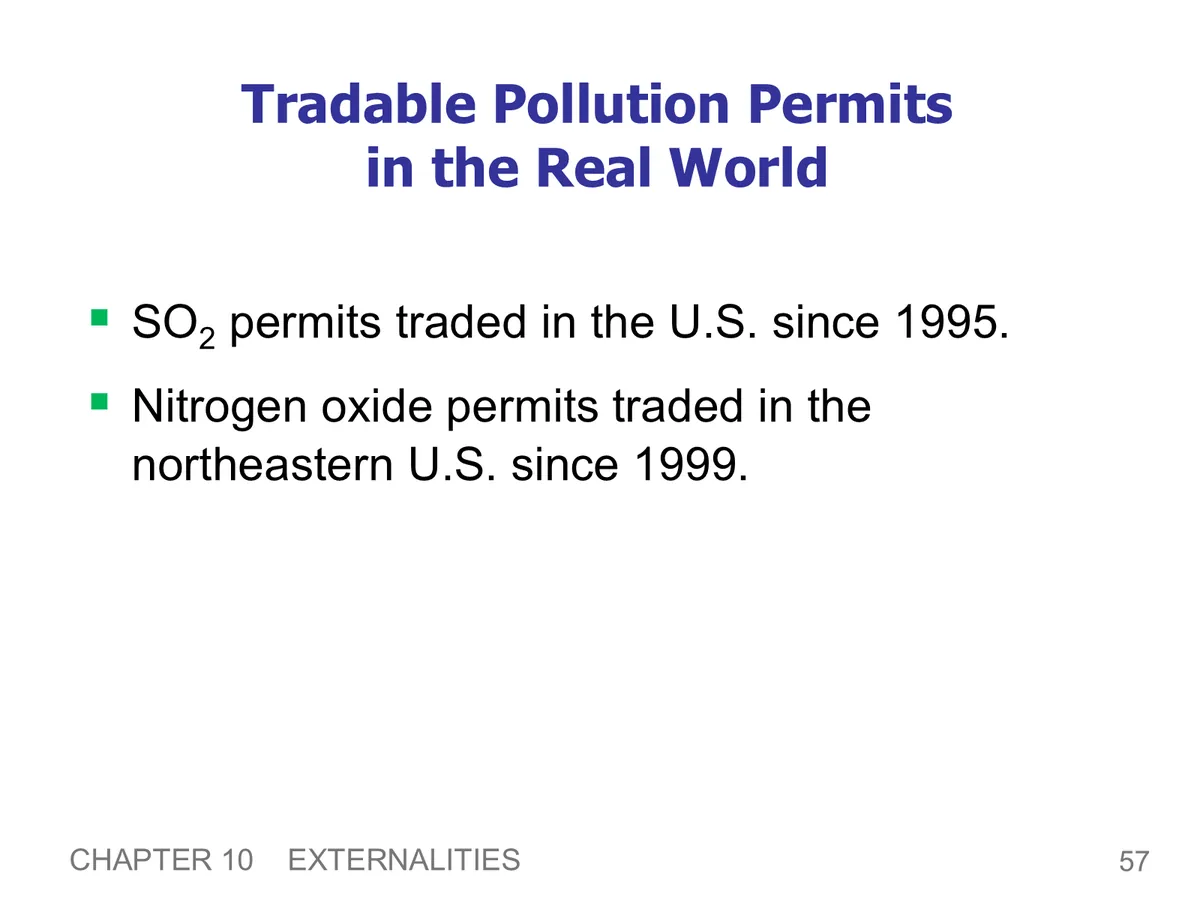 Tradable Pollution Permits
in the Real World
▪ SO₂ permits traded in the U.S. since 1995.
▪ Nitrogen oxide permits traded in the
northeastern U.S. since 1999.
CHAPTER 10 EXTERNALITIES 57